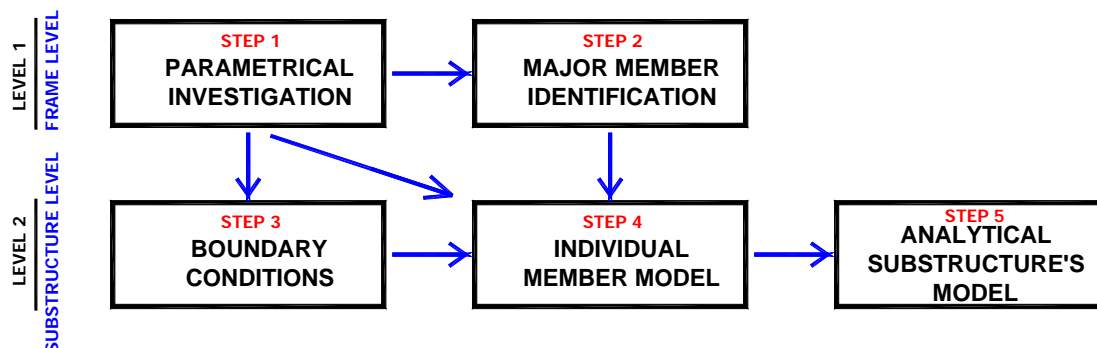 LEVEL 1
FRAME LEVEL
STEP 1
PARAMETRICAL
INVESTIGATION
STEP 2
MAJOR MEMBER
IDENTIFICATION
LEVEL 2
SUBSTRUCTURE LEVEL
STEP 3
BOUNDARY
CONDITIONS
STEP 4
INDIVIDUAL
MEMBER MODEL
STEP 5
ANALYTICAL
SUBSTRUCTURE'S
MODEL